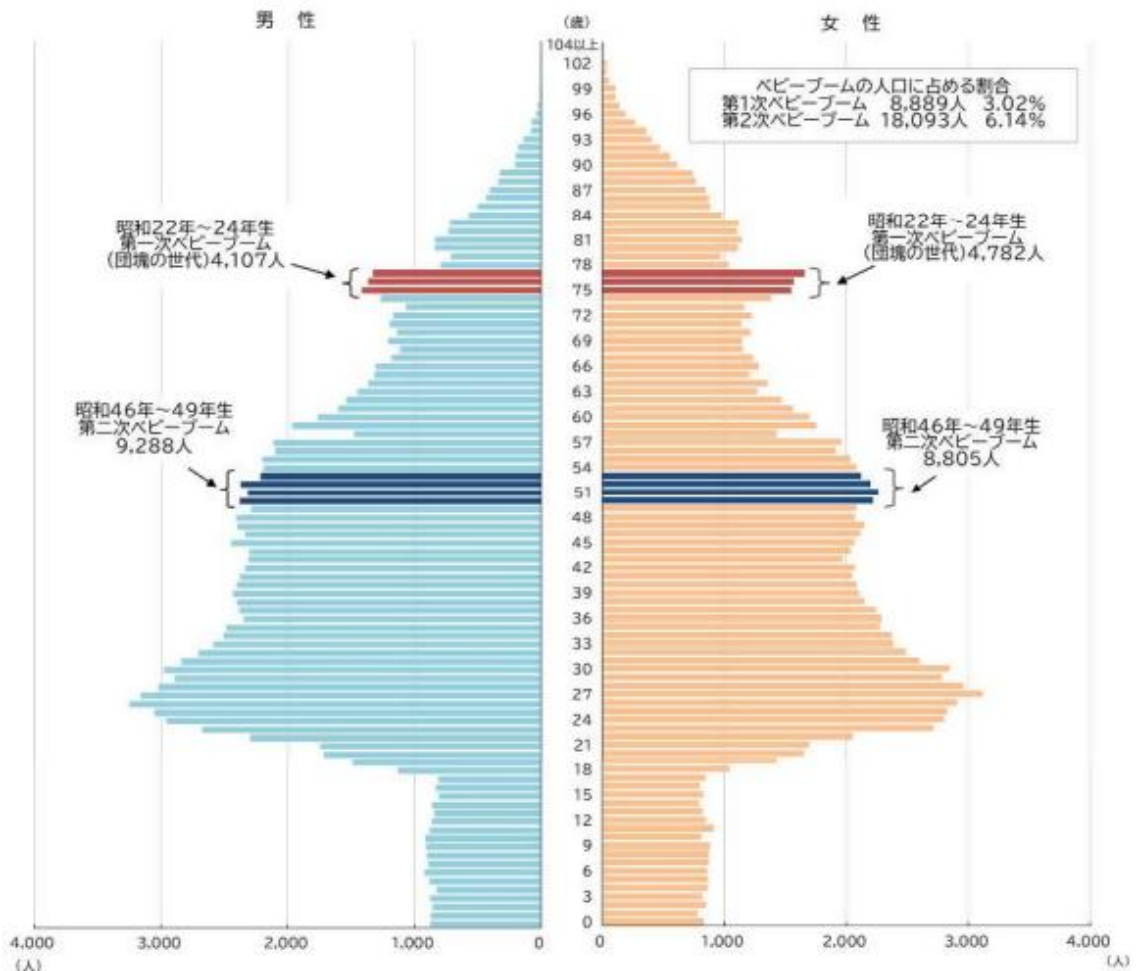 男 性
(歳)
女 性
104以上
102
99
96
93
90
87
84
81
78
75
72
69
66
63
60
57
54
51
48
45
42
39
36
33
30
27
24
21
18
15
12
9
6
3
0
ベビーブームの人口に占める割合
第1次ベビーブーム 8,889人 3.02%
第2次ベビーブーム 18,093人 6.14%
昭和22年~24年生
第一次ベビーブーム
(団塊の世代)4,107人
昭和22年~24年生
第一次ベビーブーム
(団塊の世代)4,782人
昭和46年~49年生
第二次ベビーブーム
9,288人
昭和46年~49年生
第二次ベビーブーム
8,805人
4.000 3.000 2.000 1.000 0
0 1.000 2.000 3.000 4.000
(人)
(人)